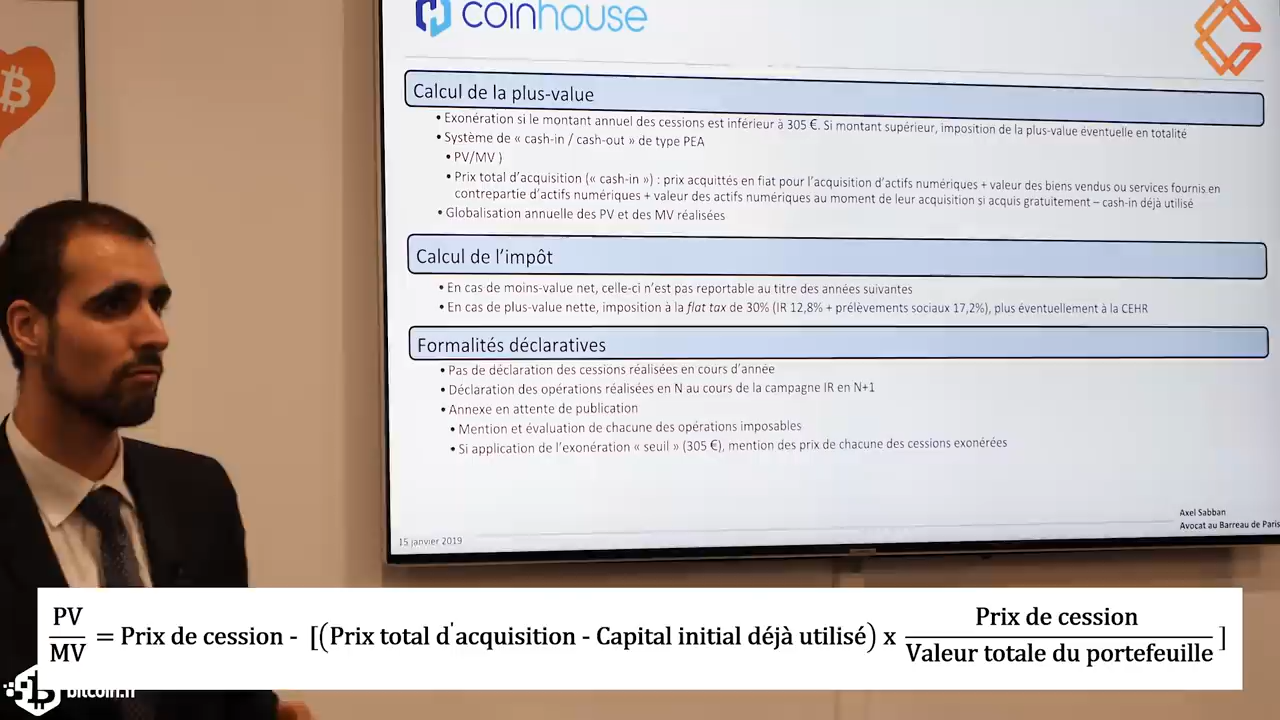 coinhouse
Calcul de la plus-value
• Exonération si le montant annuel des cessions est inférieur à 305 €. Si montant supérieur, imposition de la plus-value éventuelle en totalité
• Système de « cash-in / cash-out » de type PEA
• PV/MV )
• Prix total d'acquisition (« cash-in ») : prix acquittés en fiat pour l'acquisition d'actifs numériques + valeur des biens vendus ou services fournis en
contrepartie d'actifs numériques + valeur des actifs numériques au moment de leur acquisition si acquis gratuitement – cash-in déjà utilisé
• Globalisation annuelle des PV et des MV réalisées
Calcul de l'impôt
• En cas de moins-value net, celle-ci n'est pas reportable au titre des années suivantes
• En cas de plus-value nette, imposition à la flat tax de 30% (IR 12,8% + prélèvements sociaux 17,2%), plus éventuellement à la CEHR
Formalités déclaratives
• Pas de déclaration des cessions réalisées en cours d'année
• Déclaration des opérations réalisées en N au cours de la campagne IR en N+1
• Annexe en attente de publication
• Mention et évaluation de chacune des opérations imposables
• Si application de l'exonération « seuil » (305 €), mention des prix de chacune des cessions exonérées
Axel Sabban
Avocat au Barreau de Paris
15 janvier 2019
PV
MV
= Prix de cession - [(Prix total d'acquisition - Capital initial déjà utilisé) x
Prix de cession
Valeur totale du portefeuille
]
bitcoin.fr